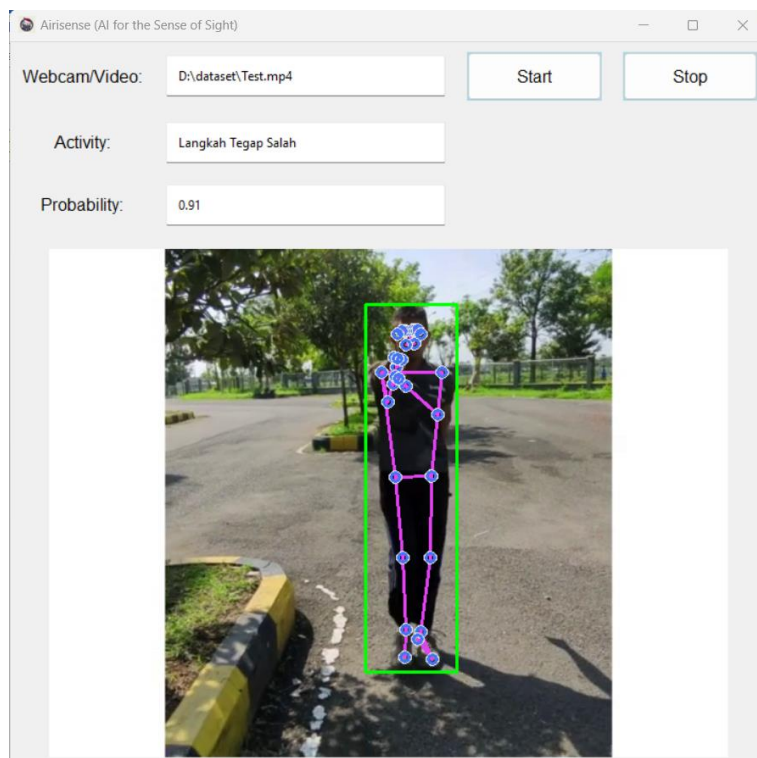 Airisense (AI for the Sense of Sight)
Webcam/Video: D:\dataset\Test.mp4 Start Stop
Activity: Langkah Tegap Salah
Probability: 0.91